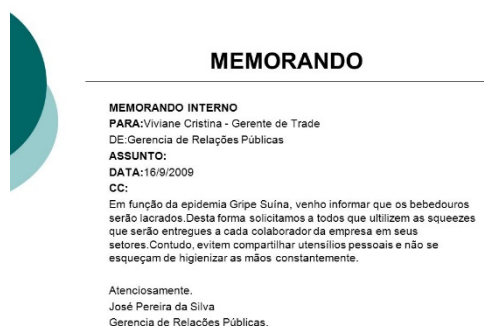 MEMORANDO
MEMORANDO INTERNO
PARA:Viviane Cristina - Gerente de Trade
DE:Gerencia de Relações Públicas
ASSUNTO:
DATA:16/9/2009
CC:
Em função da epidemia Gripe Suína, venho informar que os bebedouros
serão lacrados.Desta forma solicitamos a todos que ultilizem as squeezes
que serão entregues a cada colaborador da empresa em seus
setores.Contudo, evitem compartilhar utensílios pessoais e não se
esqueçam de higienizar as mãos constantemente.
Atenciosamente.
José Pereira da Silva
Gerencia de Relações Públicas.